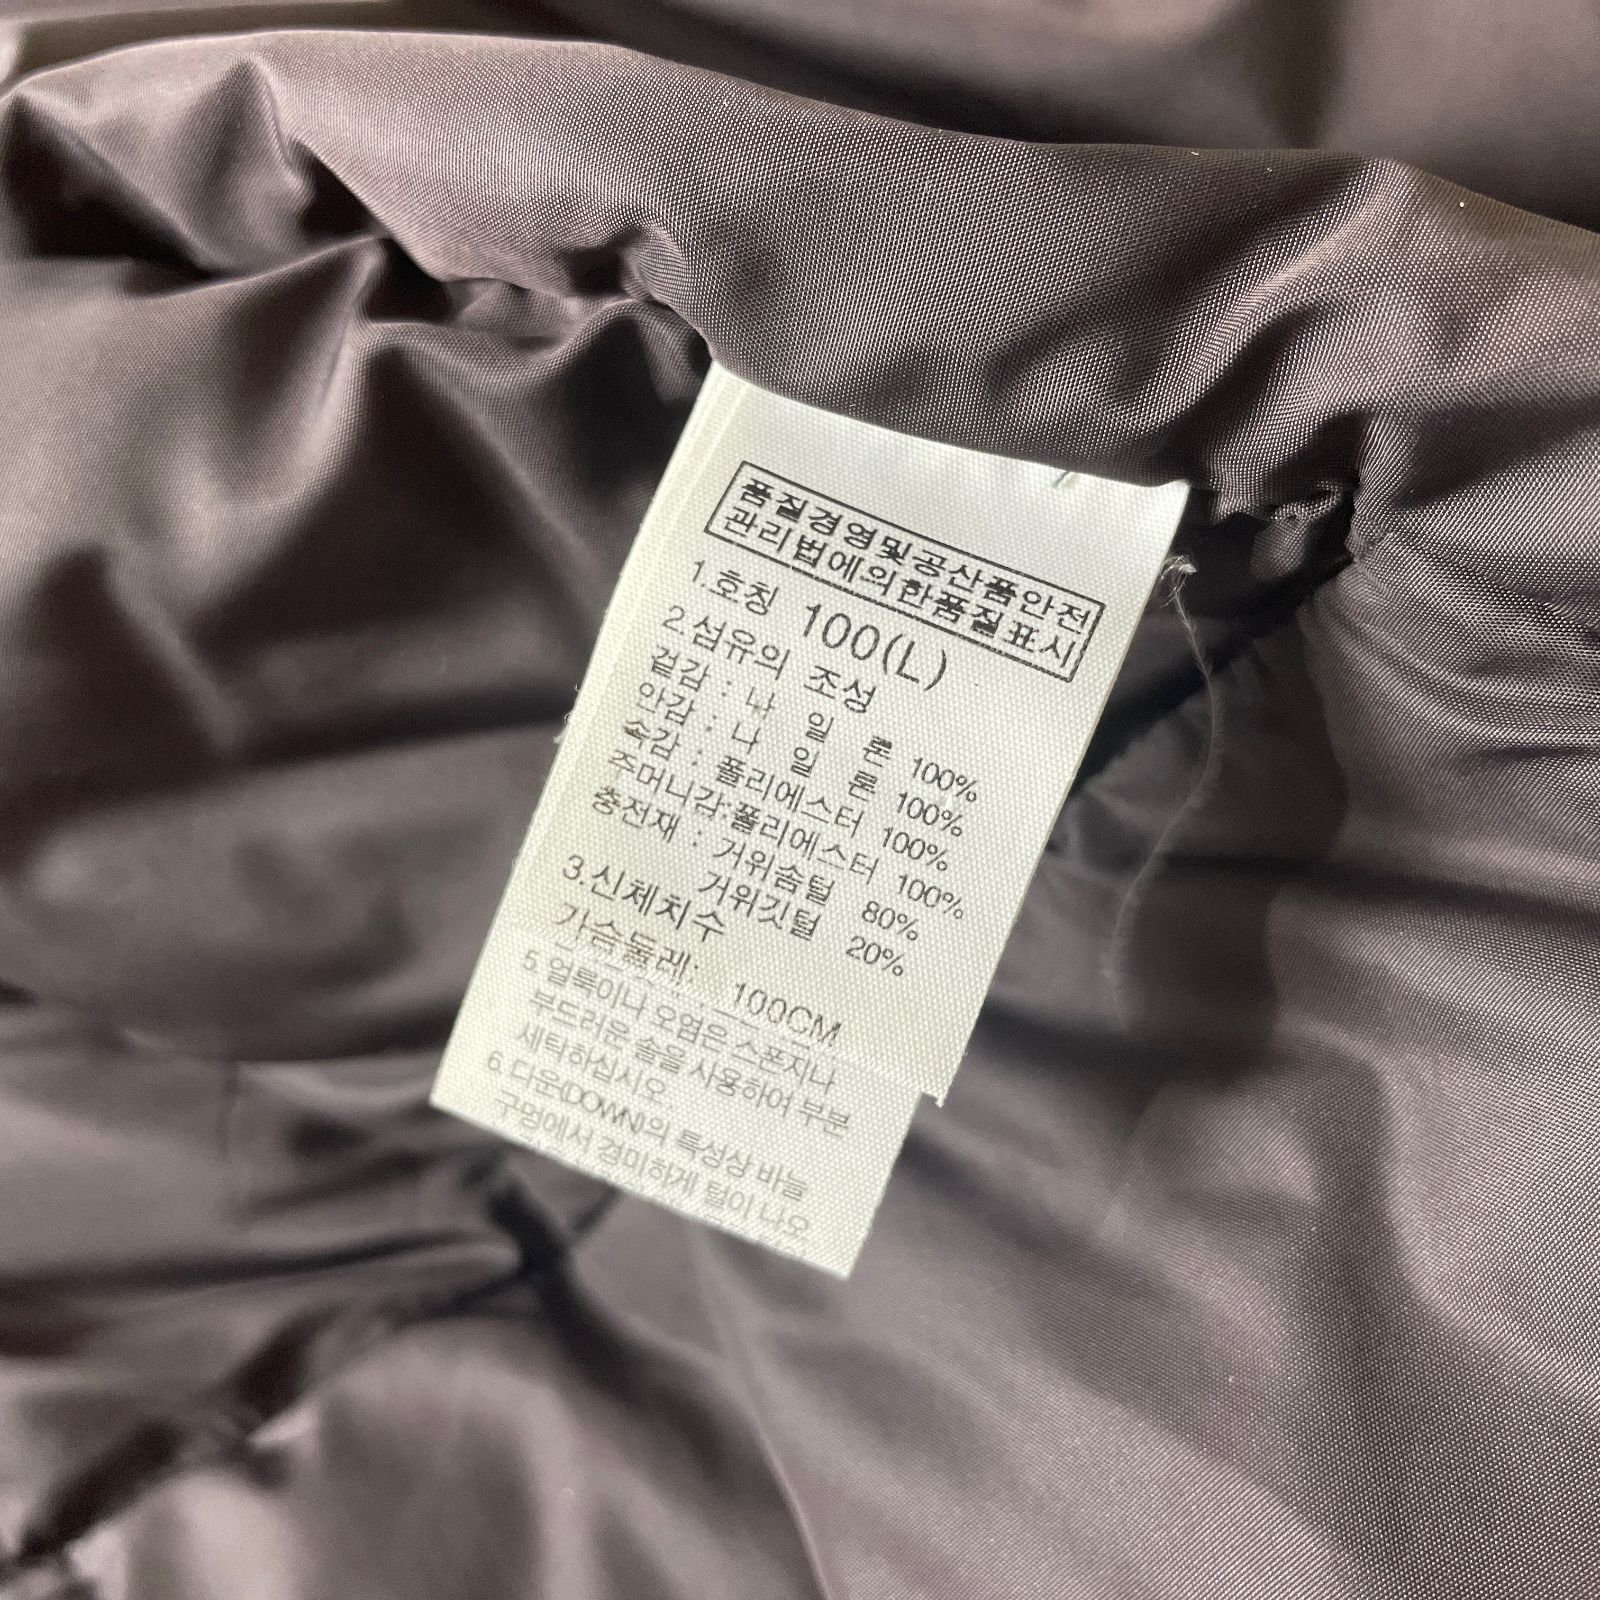 품질경영및공산품안전
관리법에의한품질표시
1.호칭 100(L)
2.섬유의 조성
겉감 : 나 일 론 100%
안감 : 나 일 론 100%
속감 : 폴리에스터 100%
주머니감:폴리에스터 100%
충전재 : 거위솜털 80%
거위깃털 20%
3.신체치수
가슴둘레: 100CM
5. 얼룩이나 오염은 스폰지나
부드러운 솔을 사용하여 부분
세탁하십시오.
6. 다운(DOWN)의 특성상 바늘
구멍에서 경미하게 털이 나오